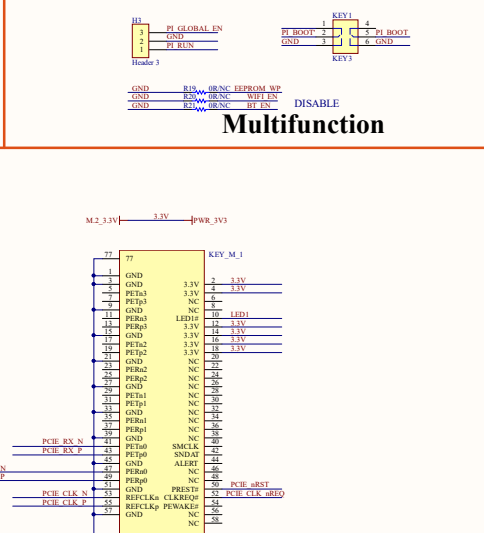 H3
3 PI_GLOBAL_EN
2 GND
1 PI_RUN
Header 3
KEY1
1 4
PI_BOOT 2 5 PI_BOOT
GND 3 6 GND
KEY3
GND R19 0R/NC EEPROM_WP
GND R20 0R/NC WIFI_EN
GND R21 0R/NC BT_EN
DISABLE
Multifunction
M.2_3.3V 3.3V PWR_3V3
KEY_M_1
77 77
1 GND
3 GND 3.3V 2 3.3V
5 PETn3 3.3V 4 3.3V
7 PETp3 NC 6
9 GND NC 8
11 PERn3 LED1# 10 LED1
13 PERp3 3.3V 12 3.3V
15 GND 3.3V 14 3.3V
17 PETn2 3.3V 16 3.3V
19 PETp2 3.3V 18 3.3V
21 GND NC 20
23 PERn2 NC 22
25 PERp2 NC 24
27 GND NC 26
29 PETn1 NC 28
31 PETp1 NC 30
33 GND NC 32
35 PERn1 NC 34
37 PERp1 NC 36
39 GND NC 38
PCIE_RX_N 41 PETn0 SMCLK 40
PCIE_RX_P 43 PETp0 SNDAT 42
45 GND ALERT 44
N 47 PERn0 NC 46
P 49 PERp0 NC 48
51 GND PREST# 50 PCIE_nRST
PCIE_CLK_N 53 REFCLKn CLKREQ# 52 PCIE_CLK_nREQ
PCIE_CLK_P 55 REFCLKp PEWAKE# 54
57 GND NC 56
NC 58